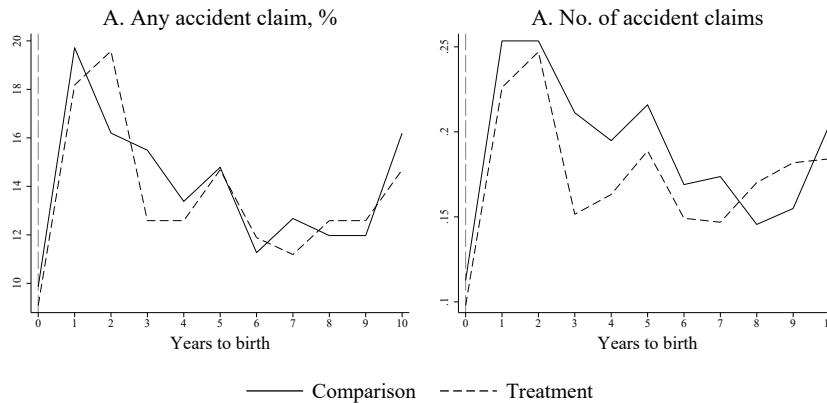 A. Any accident claim, %
20
18
16
14
12
10
0 1 2 3 4 5 6 7 8 9 10
Years to birth
A. No. of accident claims
.25
.2
.15
.1
0 1 2 3 4 5 6 7 8 9 1
Years to birth
Comparison
Treatment